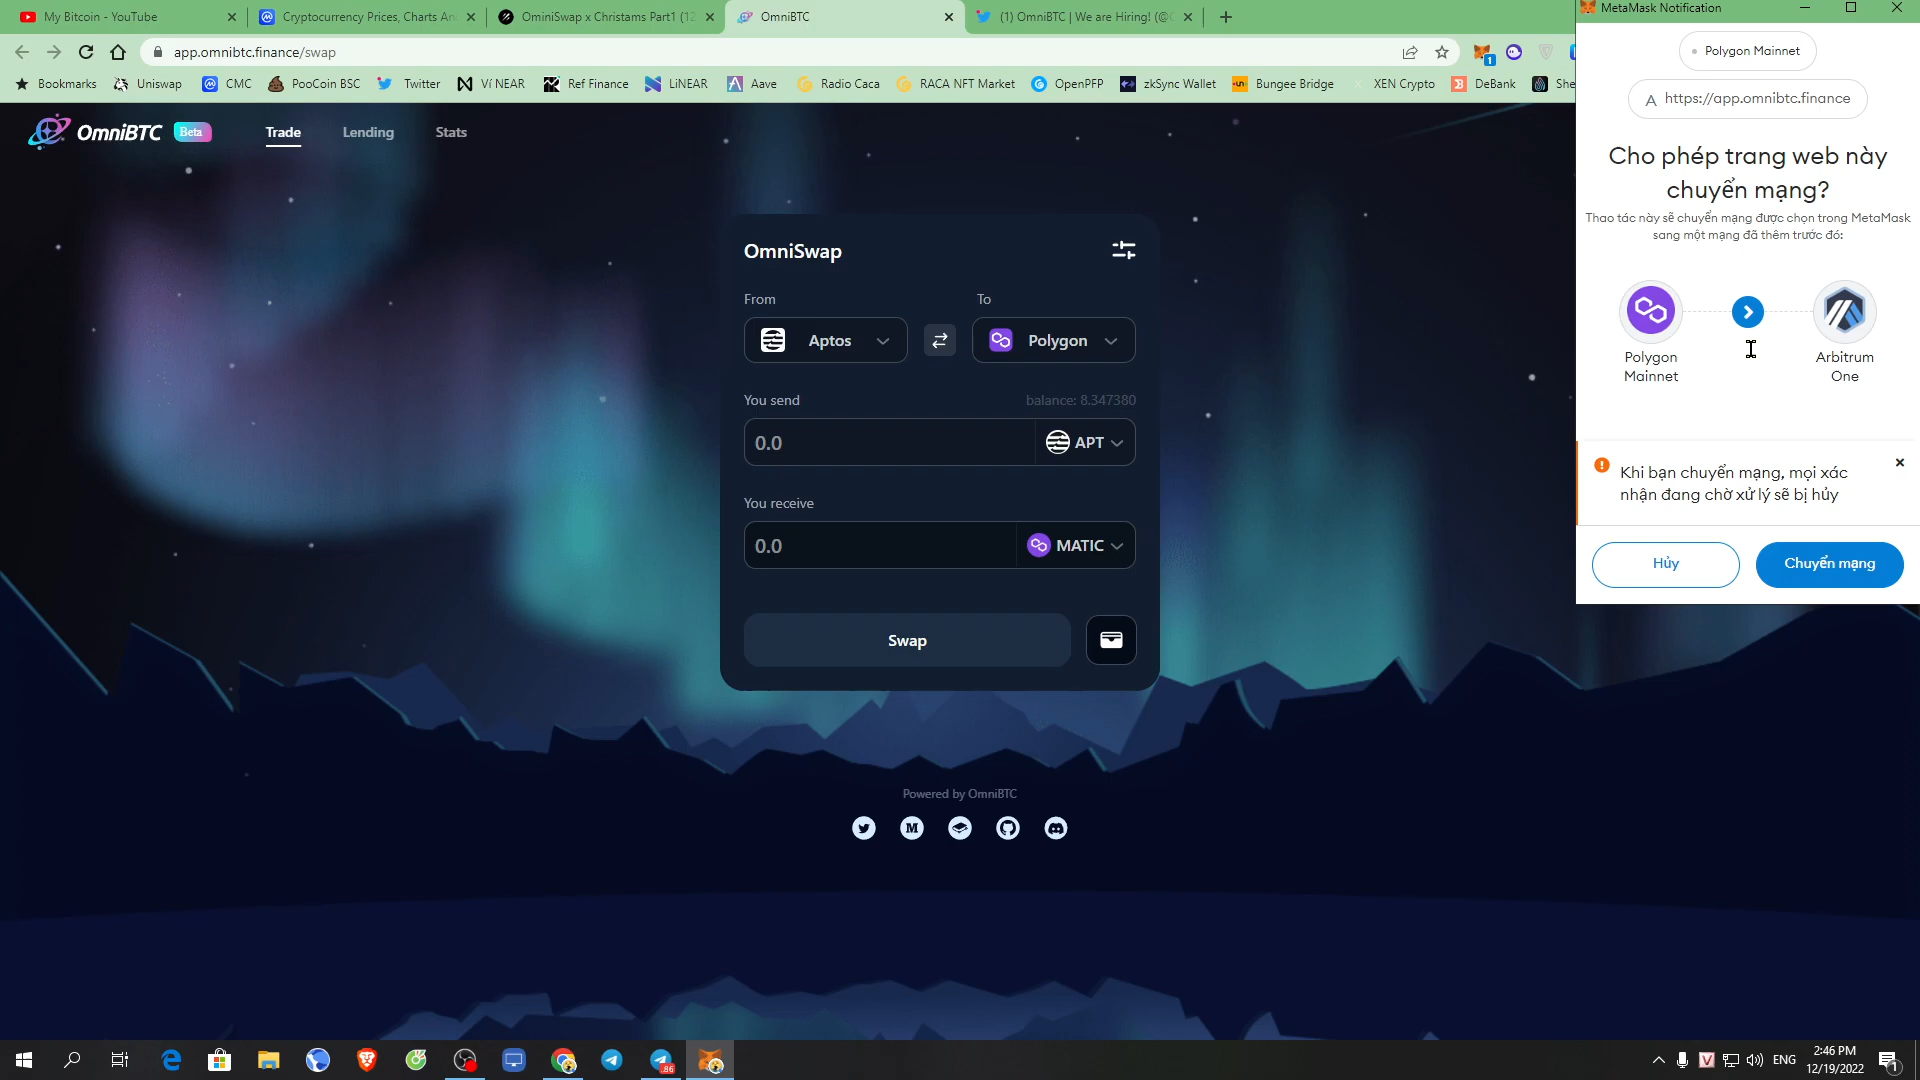 My Bitcoin - YouTube
Cryptocurrency Prices, Charts An
OminiSwap x Christams Part1 (12
OmniBTC
(1) OmniBTC | We are Hiring! (@O
MetaMask Notification
app.omnibtc.finance/swap
1
Bookmarks
Uniswap
CMC
PooCoin BSC
Twitter
Ví NEAR
Ref Finance
LiNEAR
Aave
Radio Caca
RACA NFT Market
OpenPFP
zkSync Wallet
Bungee Bridge
XEN Crypto
DeBank
She
OmniBTC
Beta
Trade
Lending
Stats
OmniSwap
From
To
Aptos
Polygon
You send
balance: 8.347380
0.0
APT
You receive
0.0
MATIC
Swap
Powered by OmniBTC
Polygon Mainnet
A https://app.omnibtc.finance
Cho phép trang web này
chuyển mạng?
Thao tác này sẽ chuyển mạng được chọn trong MetaMask
sang một mạng đã thêm trước đó:
Polygon
Mainnet
Arbitrum
One
Khi bạn chuyển mạng, mọi xác
nhận đang chờ xử lý sẽ bị hủy
Hủy
Chuyển mạng
86
ENG
2:46 PM
12/19/2022
1